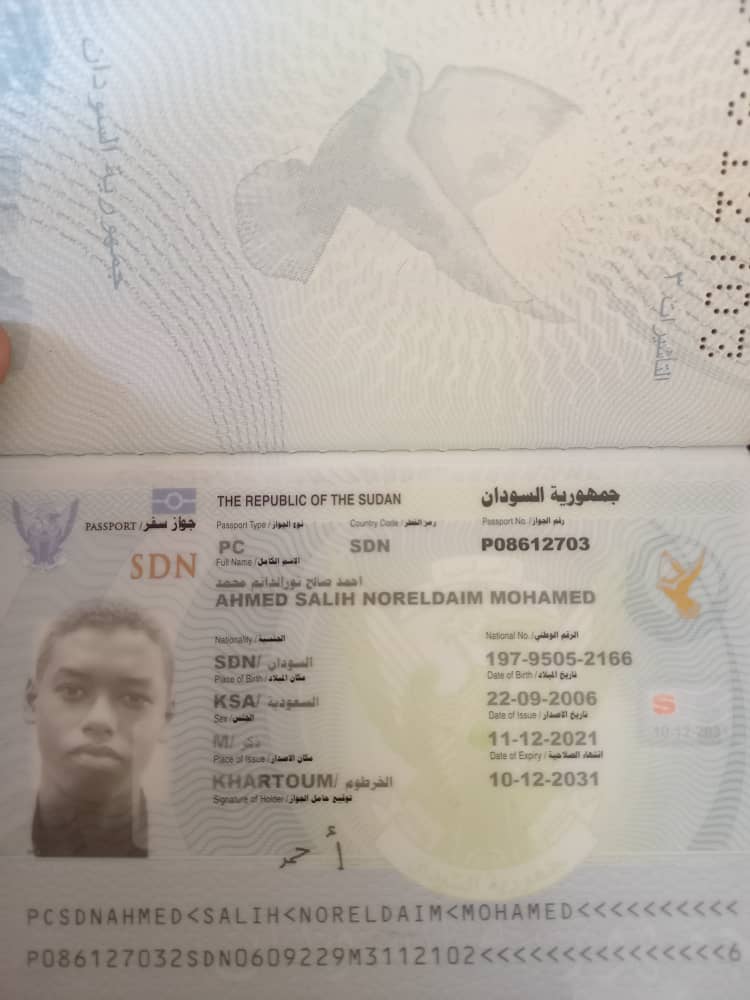 جمهورية السودان
التأشيرات ٣
THE REPUBLIC OF THE SUDAN جمهورية السودان
PASSPORT / جواز سفر
SDN
Passport Type / نوع الجواز Country Code / رمز القطر Passport No. / رقم الجواز
PC SDN P08612703
Full Name / الاسم الكامل
احمد صالح نورالدائم محمد
AHMED SALIH NORELDAIM MOHAMED
Nationality / الجنسية National No. / الرقم الوطني
SDN/ السودان 197-9505-2166
Place of Birth / مكان الميلاد Date of Birth / تاريخ الميلاد
KSA/ السعودية 22-09-2006
Sex / الجنس Date of Issue / تاريخ الاصدار
M/ ذكر 11-12-2021
Place of Issue / مكان الاصدار Date of Expiry / انتهاء الصلاحية
KHARTOUM/ الخرطوم 10-12-2031
Signature of Holder / توقيع حامل الجواز
أحمد
S
PCSDNAHMED<SALIH<NORELDAIM<MOHAMED<<<<<<<<<<
P086127032SDN0609229M3112102<<<<<<<<<<<<<<<6